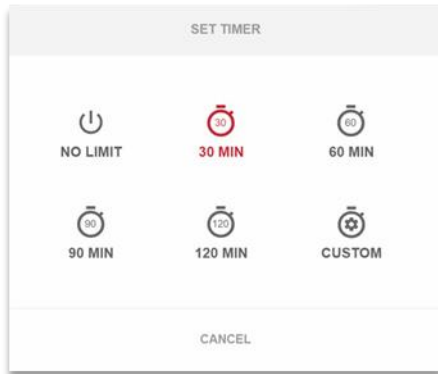 SET TIMER
30
60
NO LIMIT
30 MIN
60 MIN
90
120
90 MIN
120 MIN
CUSTOM
CANCEL